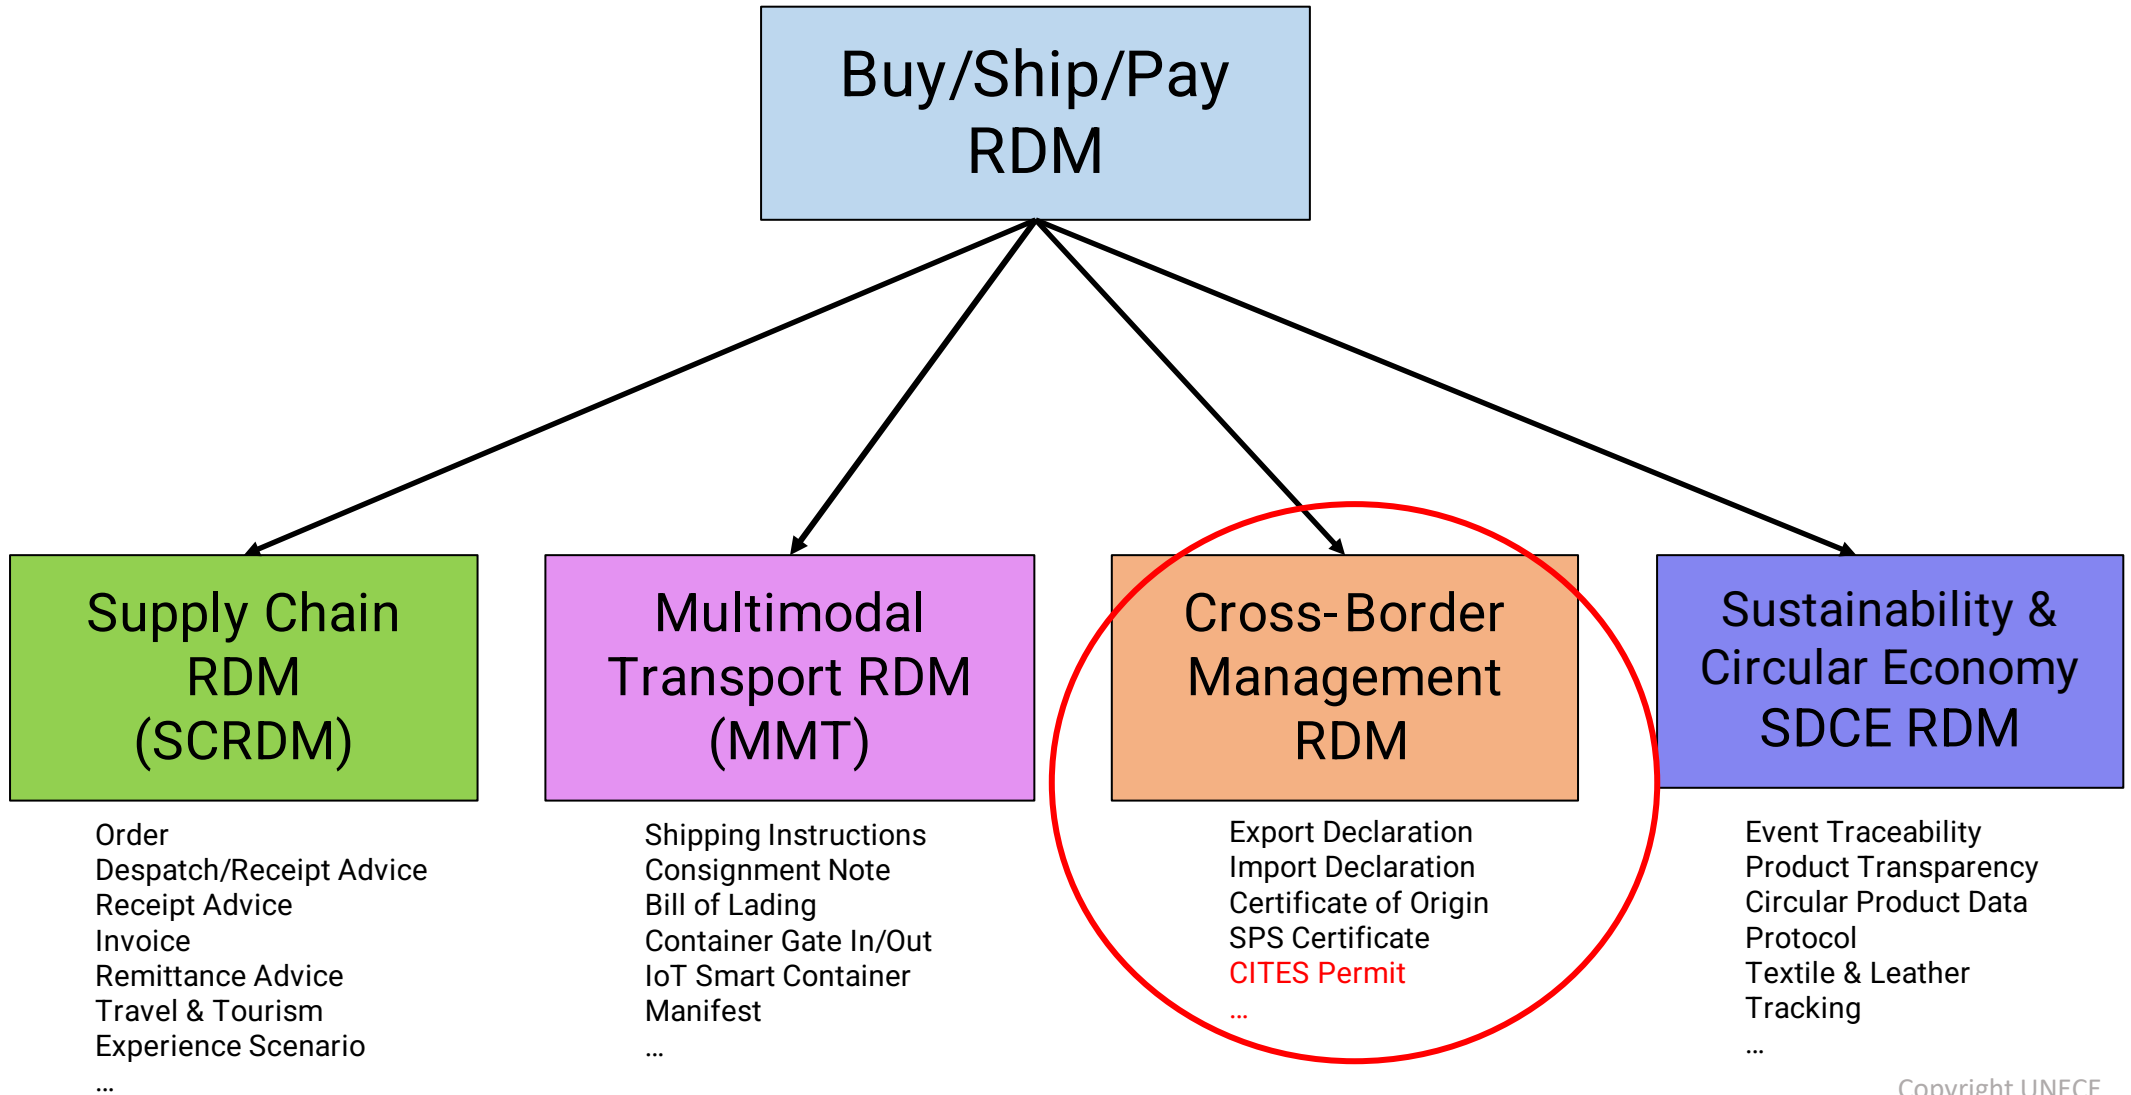 Buy/Ship/Pay
RDM
Supply Chain
RDM
(SCRDM)
Multimodal
Transport RDM
(MMT)
Cross-Border
Management
RDM
Sustainability &
Circular Economy
SDCE RDM
Order
Despatch/Receipt Advice
Receipt Advice
Invoice
Remittance Advice
Travel & Tourism
Experience Scenario
…
Shipping Instructions
Consignment Note
Bill of Lading
Container Gate In/Out
IoT Smart Container
Manifest
…
Export Declaration
Import Declaration
Certificate of Origin
SPS Certificate
CITES Permit
…
Event Traceability
Product Transparency
Circular Product Data
Protocol
Textile & Leather
Tracking
…
Copyright UNECE